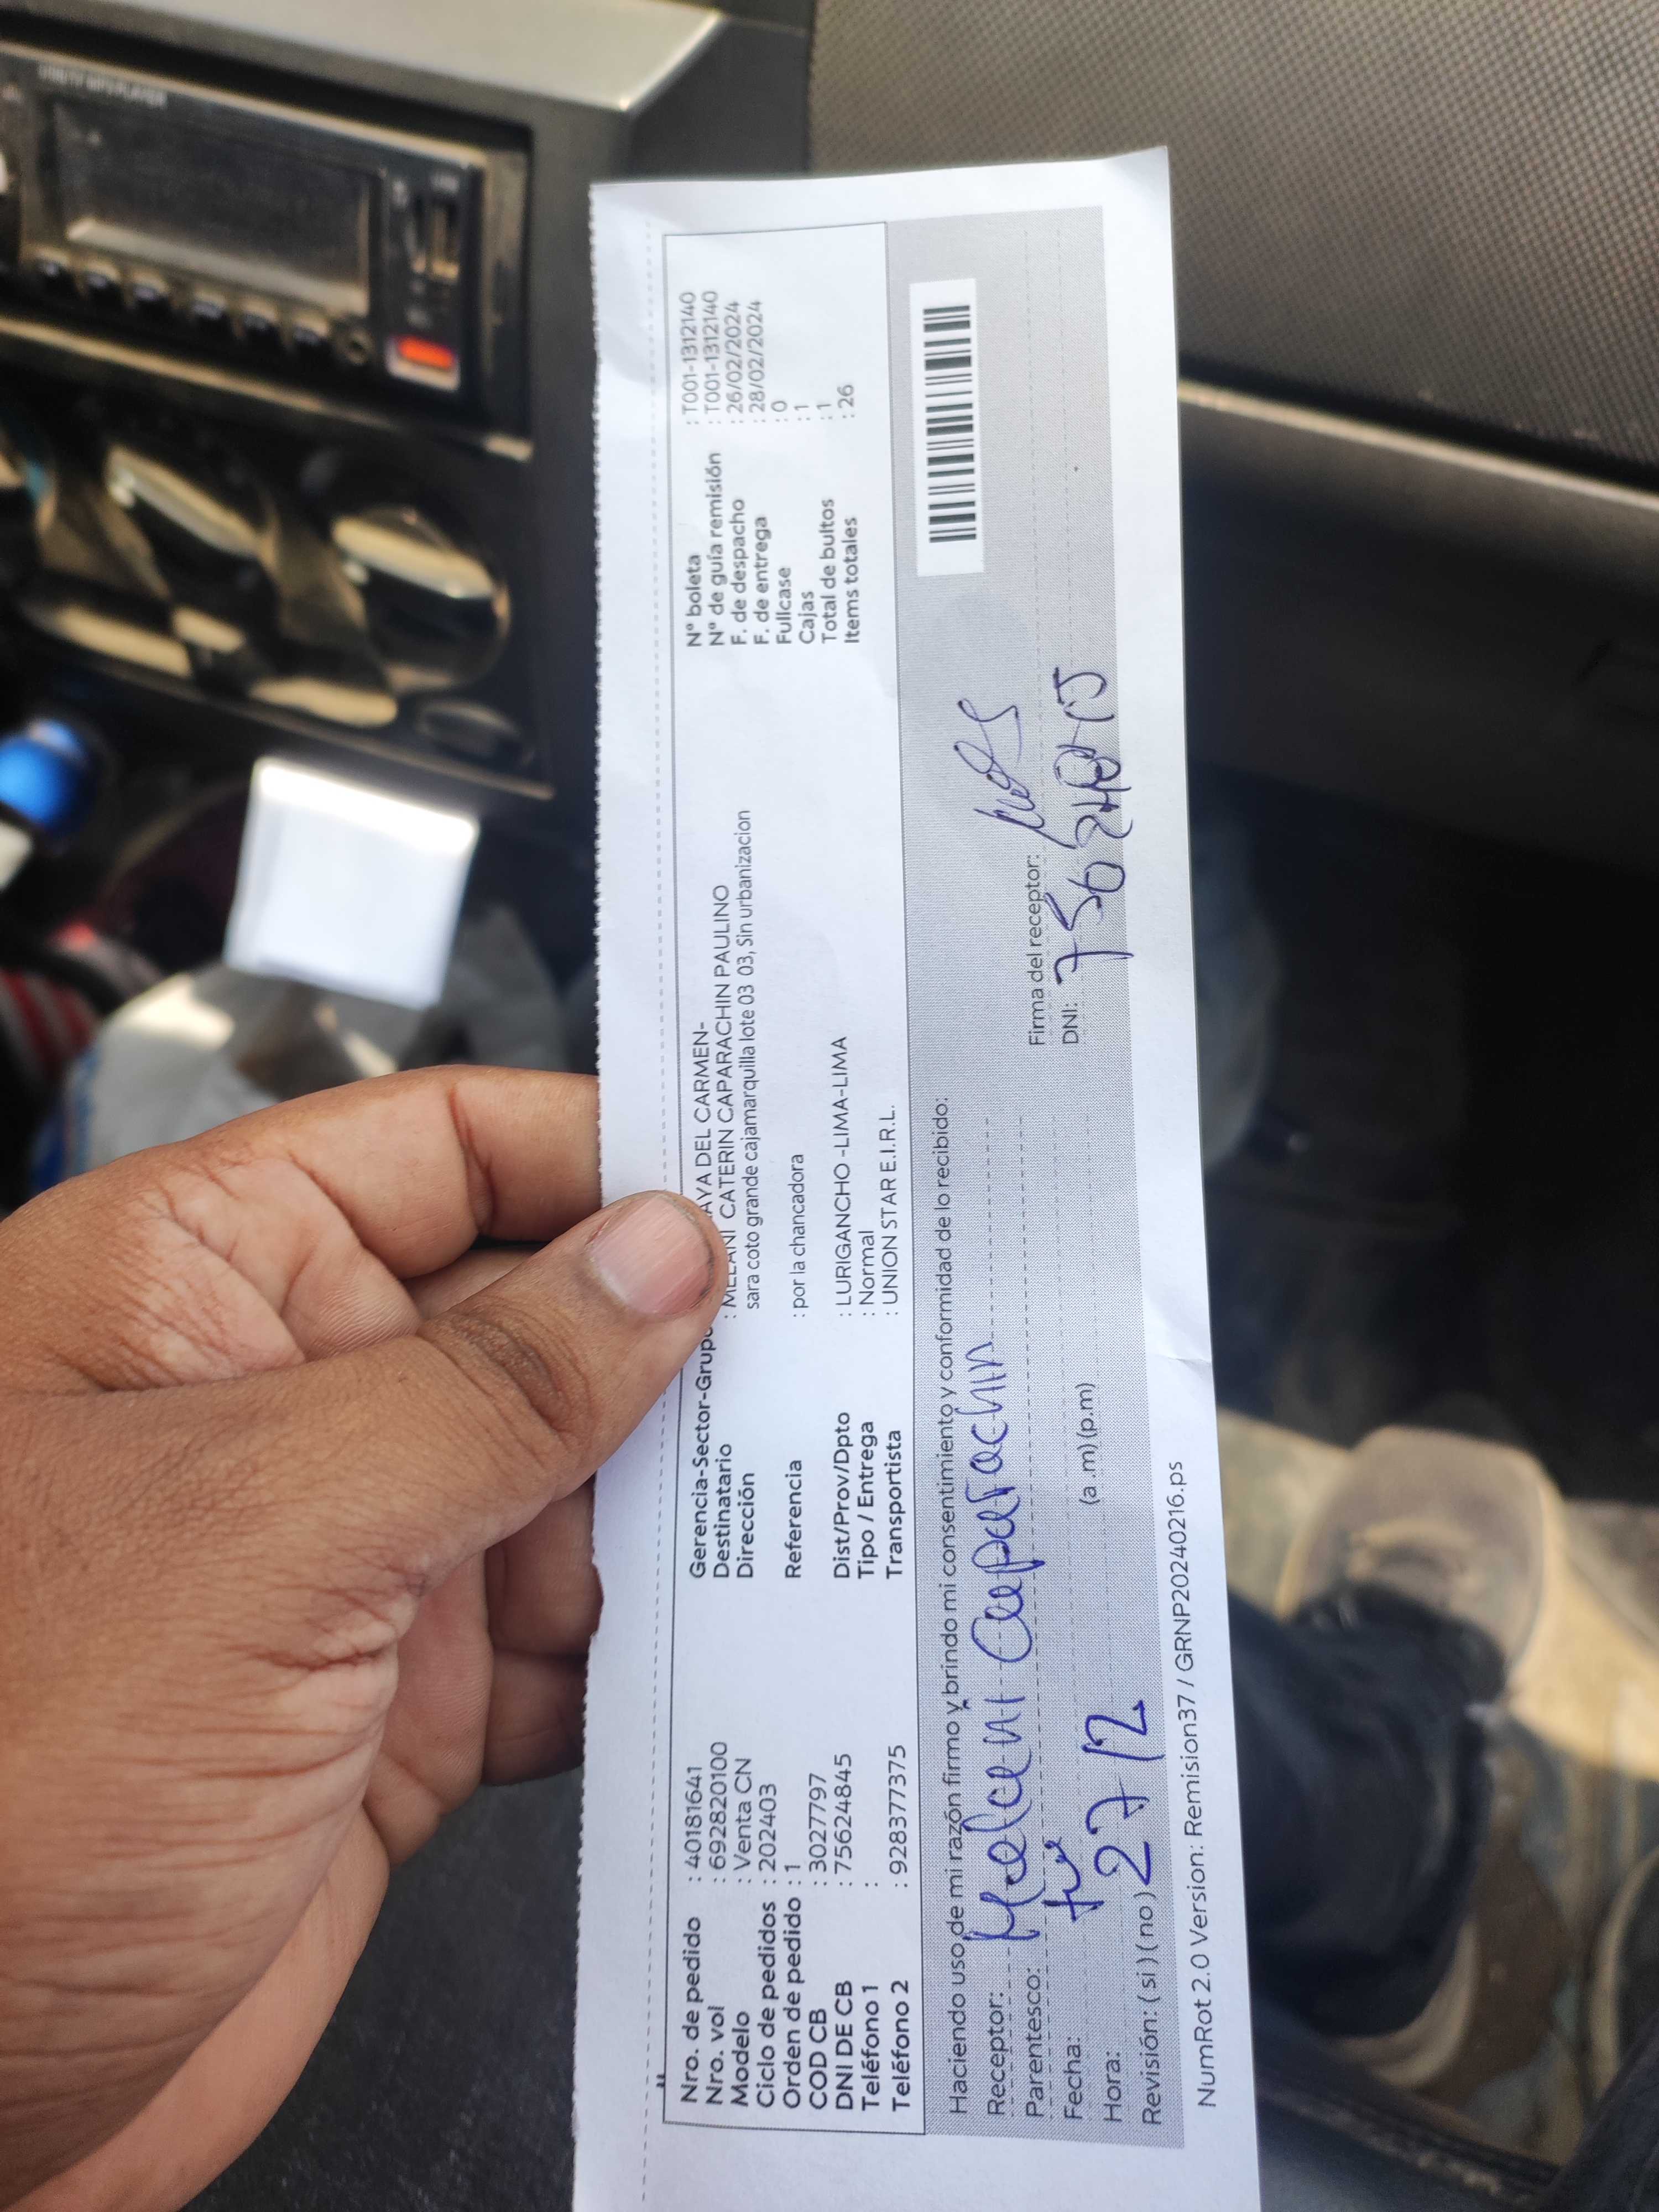 USB/TF MP3 PLAYER
Nro. de pedido : 40181641
Nro. vol : 692820100
Modelo : Venta CN
Ciclo de pedidos : 202403
Orden de pedido : 1
COD CB : 3027797
DNI DE CB : 75624845
Teléfono 1 :
Teléfono 2 : 928377375
Gerencia-Sector-Grupo AYA DEL CARMEN-
Destinatario : MELANI CATERIN CAPARACHIN PAULINO
Dirección sara coto grande cajamarquilla lote 03 03, Sin urbanizacion
Referencia : por la chancadora
Dist/Prov/Dpto : LURIGANCHO -LIMA-LIMA
Tipo / Entrega : Normal
Transportista : UNION STAR E.I.R.L.
N° boleta : T001-1312140
N° de guía remisión : T001-1312140
F. de despacho : 26/02/2024
F. de entrega : 28/02/2024
Fullcase : 0
Cajas : 1
Total de bultos : 1
Items totales : 26
Haciendo uso de mi razón firmo y brindo mi consentimiento y conformidad de lo recibido:
Receptor: Melani Caparachin
Parentesco:
Fecha: 27/2
Hora: (a .m) (p.m)
Revisión: ( si ) ( no )
Firma del receptor:
DNI: 75624845
NumRot 2.0 Version: Remision37 / GRNP20240216.ps